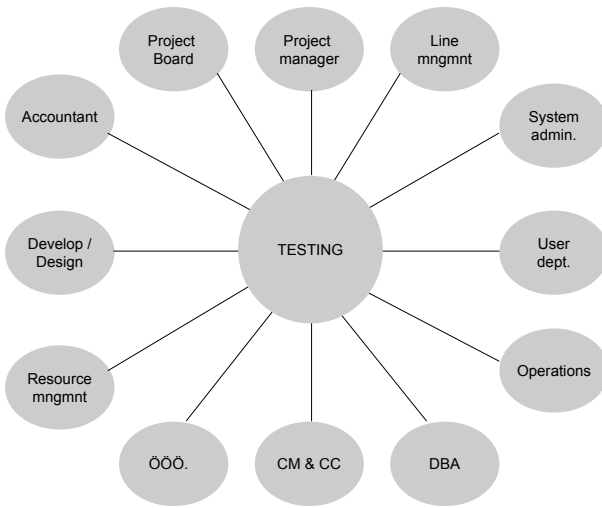 Project
Board
Project
manager
Line
mngmnt
Accountant
System
admin.
Develop /
Design
TESTING
User
dept.
Resource
mngmnt
Operations
ÖÖÖ.
CM & CC
DBA